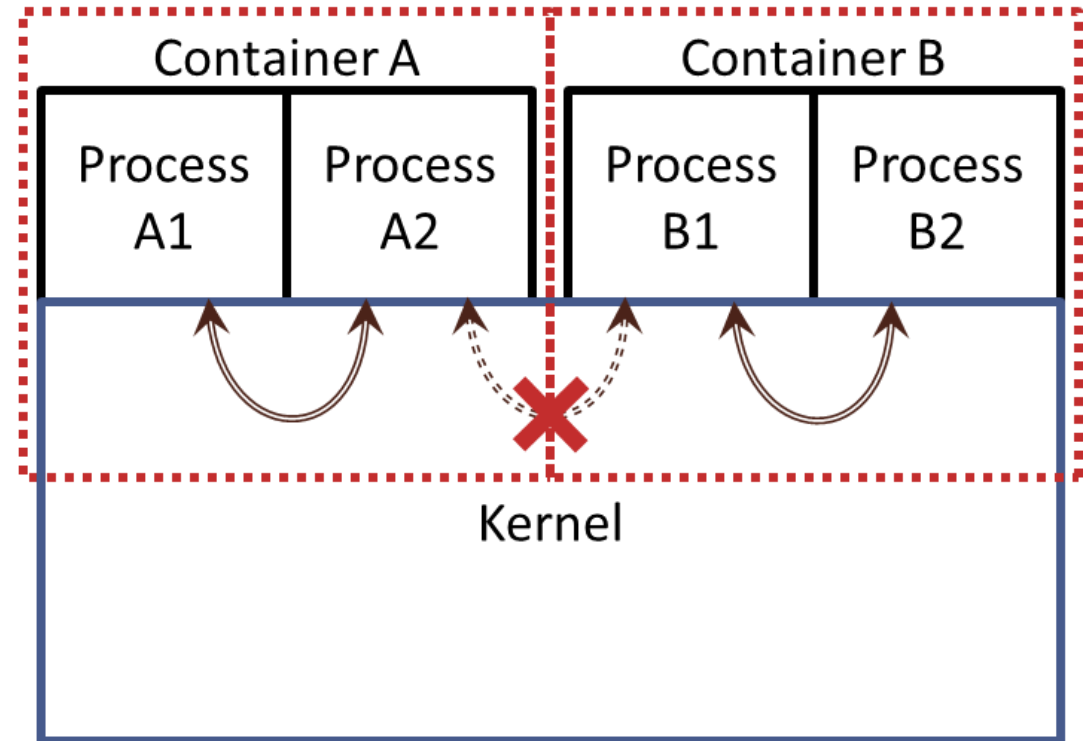 Container A
Container B
Process
A1
Process
A2
Process
B1
Process
B2
Kernel